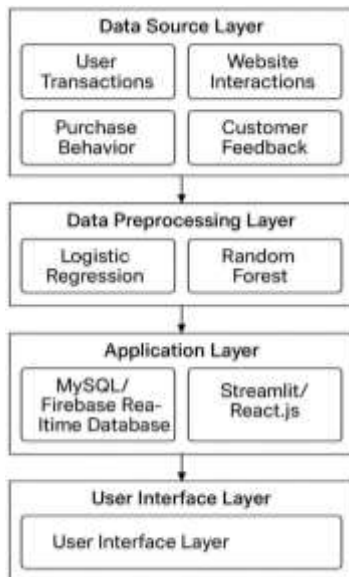 Data Source Layer
User
Transactions
Website
Interactions
Purchase
Behavior
Customer
Feedback
Data Preprocessing Layer
Logistic
Regression
Random
Forest
Application Layer
MySQL/
Firebase Rea-
ltime Database
Streamlit/
React.js
User Interface Layer
User Interface Layer